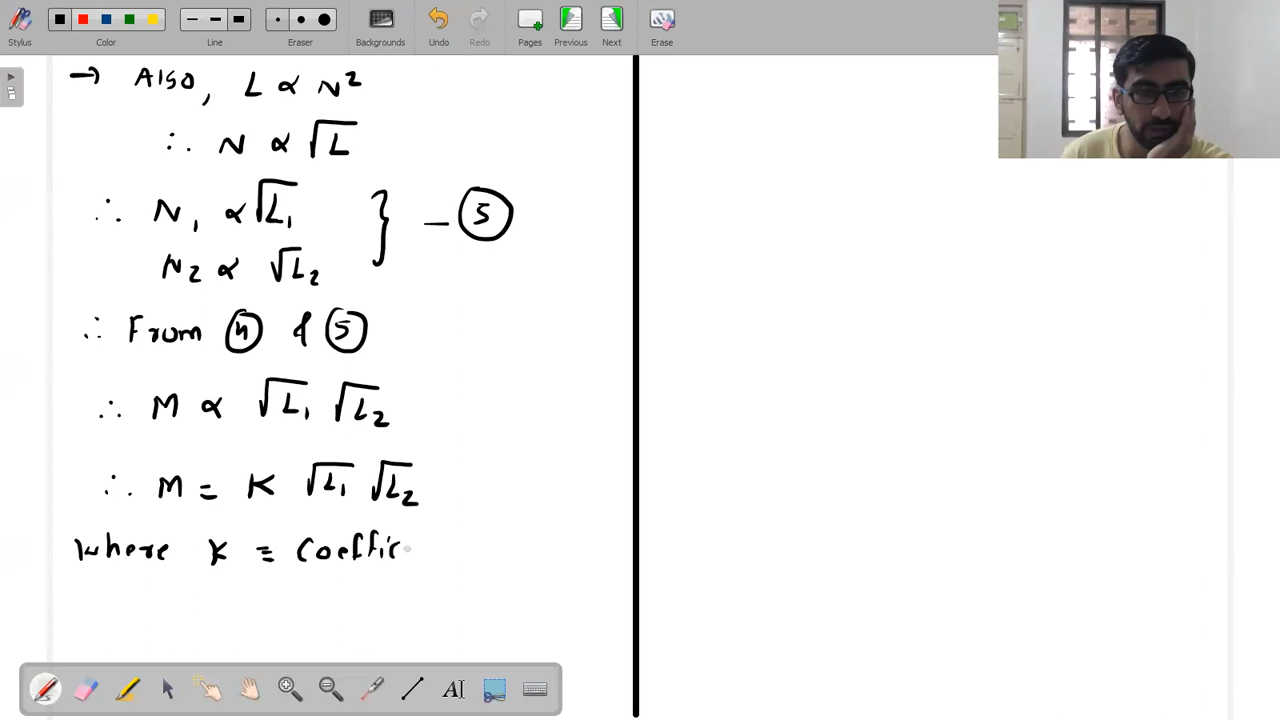 Stylus
Color
Line
Eraser
Backgrounds
Undo
Redo
Pages
Previous
Next
Erase
→ Also, L ∝ N²
∴ N ∝ √L
∴ N₁ ∝ √L₁
N₂ ∝ √L₂ } — ⑤
∴ From ④ & ⑤
∴ M ∝ √L₁ √L₂
∴ M = K √L₁ √L₂
Where K = Coeffic